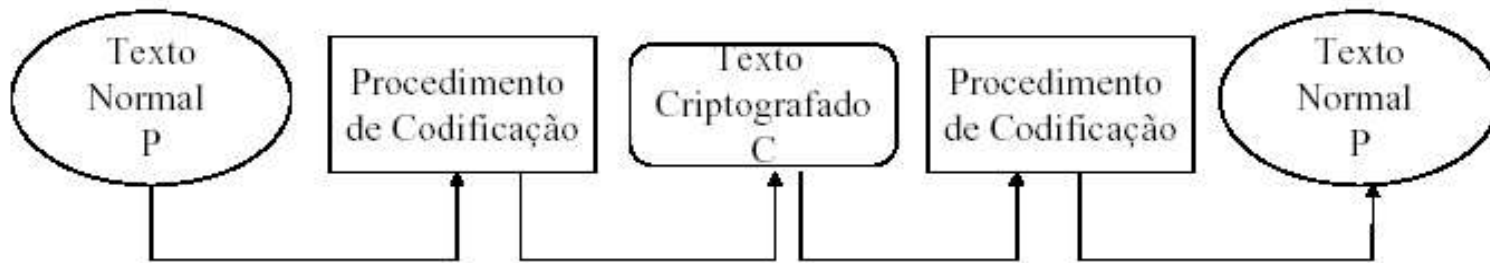 Texto
Normal
P
Procedimento
de Codificação
Texto
Criptografado
C
Procedimento
de Codificação
Texto
Normal
P